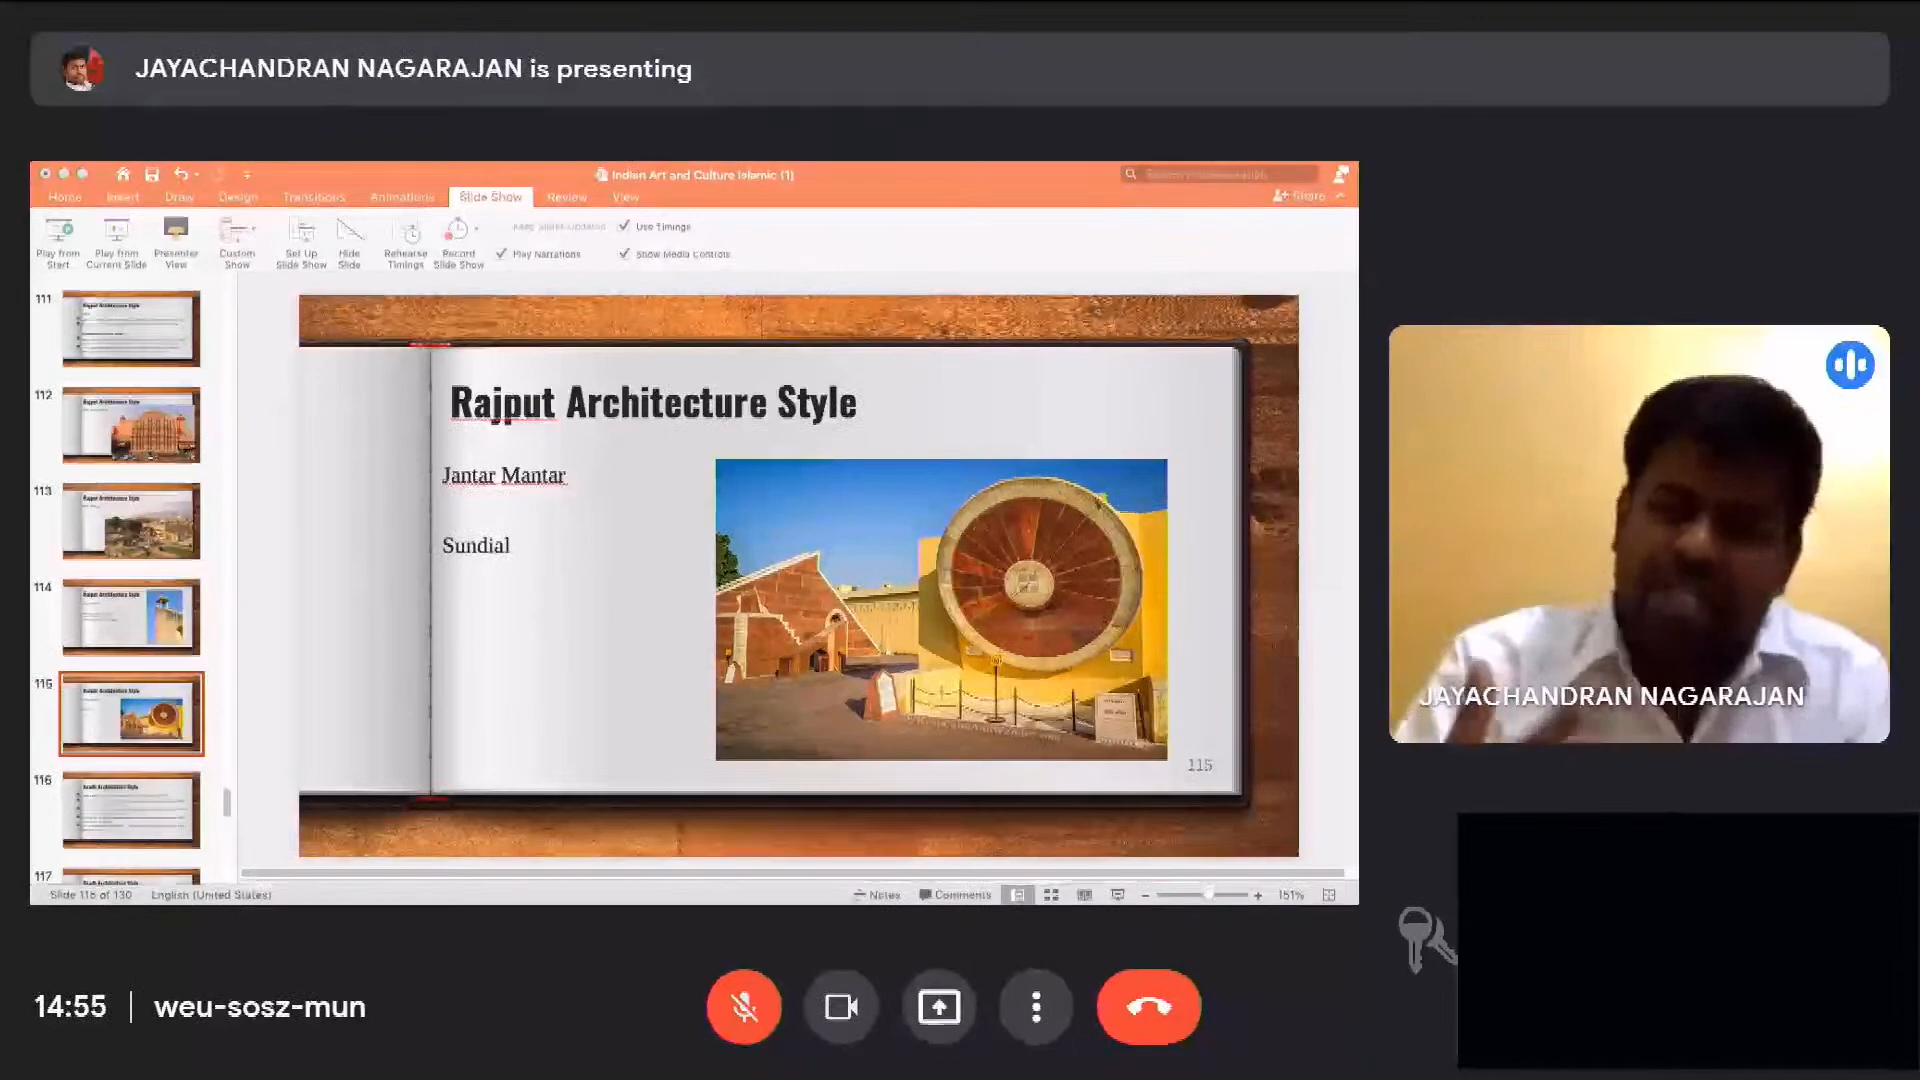 JAYACHANDRAN NAGARAJAN is presenting
Indian Art and Culture Islamic (1)
Home Insert Draw Design Transitions Animations Slide Show Review View
Share
Play from Start
Play from Current Slide
Presenter View
Custom Show
Set Up Slide Show
Hide Slide
Rehearse Timings
Record Slide Show
Keep Slides Updated
Use Timings
Play Narrations
Show Media Controls
111
112
113
114
115
116
117
Rajput Architecture Style
Jantar Mantar
Sundial
115
Slide 115 of 130 English (United States)
Notes Comments 151%
JAYACHANDRAN NAGARAJAN
14:55 | weu-sosz-mun